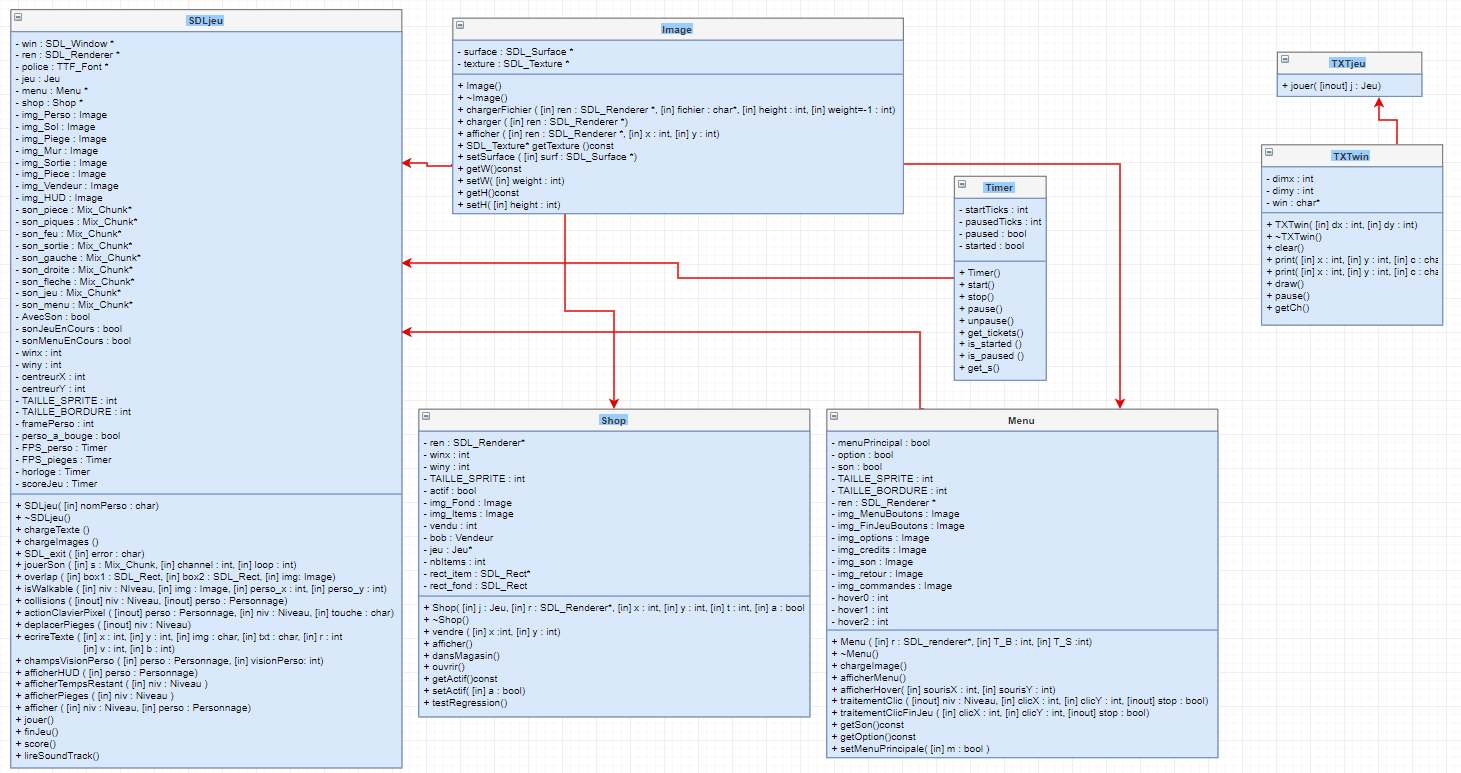 SDLjeu
- win : SDL_Window *
- ren : SDL_Renderer *
- police : TTF_Font *
- jeu : Jeu
- menu : Menu *
- shop : Shop *
- img_Perso : Image
- img_Sol : Image
- img_Piege : Image
- img_Mur : Image
- img_Sortie : Image
- img_Piece : Image
- img_Vendeur : Image
- img_HUD : Image
- son_piece : Mix_Chunk*
- son_piques : Mix_Chunk*
- son_feu : Mix_Chunk*
- son_sortie : Mix_Chunk*
- son_gauche : Mix_Chunk*
- son_droite : Mix_Chunk*
- son_fleche : Mix_Chunk*
- son_jeu : Mix_Chunk*
- son_menu : Mix_Chunk*
- AvecSon : bool
- sonJeuEnCours : bool
- sonMenuEnCours : bool
- winx : int
- winy : int
- centreurX : int
- centreurY : int
- TAILLE_SPRITE : int
- TAILLE_BORDURE : int
- framePerso : int
- perso_a_bouge : bool
- FPS_perso : Timer
- FPS_pieges : Timer
- horloge : Timer
- scoreJeu : Timer
+ SDLjeu( [in] nomPerso : char)
+ ~SDLjeu()
+ chargeTexte ()
+ chargeImages ()
+ SDL_exit ( [in] error : char)
+ jouerSon ( [in] s : Mix_Chunk, [in] channel : int, [in] loop : int)
+ overlap ( [in] box1 : SDL_Rect, [in] box2 : SDL_Rect, [in] img: Image)
+ isWalkable ( [in] niv : Niveau, [in] img : Image, [in] perso_x : int, [in] perso_y : int)
+ collisions ( [inout] niv : Niveau, [inout] perso : Personnage)
+ actionClavierPixel ( [inout] perso : Personnage, [in] niv : Niveau, [in] touche : char)
+ deplacerPieges ( [inout] niv : Niveau)
+ ecrireTexte ( [in] x : int, [in] y : int, [in] img : char, [in] txt : char, [in] r : int
[in] v : int, [in] b : int)
+ champsVisionPerso ( [in] perso : Personnage, [in] visionPerso: int)
+ afficherHUD ( [in] perso : Personnage)
+ afficherTempsRestant ( [in] niv : Niveau )
+ afficherPieges ( [in] niv : Niveau )
+ afficher ( [in] niv : Niveau, [in] perso : Personnage)
+ jouer()
+ finJeu()
+ score()
+ lireSoundTrack()
Image
- surface : SDL_Surface *
- texture : SDL_Texture *
+ Image()
+ ~Image()
+ chargerFichier ( [in] ren : SDL_Renderer *, [in] fichier : char*, [in] height : int, [in] weight=-1 : int)
+ charger ( [in] ren : SDL_Renderer *)
+ afficher ( [in] ren : SDL_Renderer *, [in] x : int, [in] y : int)
+ SDL_Texture* getTexture ()const
+ setSurface ( [in] surf : SDL_Surface *)
+ getW()const
+ setW( [in] weight : int)
+ getH()const
+ setH( [in] height : int)
Timer
- startTicks : int
- pausedTicks : int
- paused : bool
- started : bool
+ Timer()
+ start()
+ stop()
+ pause()
+ unpause()
+ get_tickets()
+ is_started ()
+ is_paused ()
+ get_s()
TXTjeu
+ jouer( [inout] j : Jeu)
TXTwin
- dimx : int
- dimy : int
- win : char*
+ TXTwin( [in] dx : int, [in] dy : int)
+ ~TXTwin()
+ clear()
+ print( [in] x : int, [in] y : int, [in] c : cha
+ print( [in] x : int, [in] y : int, [in] c : cha
+ draw()
+ pause()
+ getCh()
Shop
- ren : SDL_Renderer*
- winx : int
- winy : int
- TAILLE_SPRITE : int
- actif : bool
- img_Fond : Image
- img_Items : Image
- vendu : int
- bob : Vendeur
- jeu : Jeu*
- nbItems : int
- rect_item : SDL_Rect*
- rect_fond : SDL_Rect
+ Shop( [in] j : Jeu, [in] r : SDL_Renderer*, [in] x : int, [in] y : int, [in] t : int, [in] a : bool
+ ~Shop()
+ vendre ( [in] x :int, [in] y : int)
+ afficher()
+ dansMagasin()
+ ouvrir()
+ getActif()const
+ setActif( [in] a : bool)
+ testRegression()
Menu
- menuPrincipal : bool
- option : bool
- son : bool
- TAILLE_SPRITE : int
- TAILLE_BORDURE : int
- ren : SDL_Renderer *
- img_MenuBoutons : Image
- img_FinJeuBoutons : Image
- img_options : Image
- img_credits : Image
- img_son : Image
- img_retour : Image
- img_commandes : Image
- hover0 : int
- hover1 : int
- hover2 : int
+ Menu ( [in] r : SDL_renderer*, [in] T_B : int, [in] T_S :int)
+ ~Menu()
+ chargeImage()
+ afficherMenu()
+ afficherHover( [in] sourisX : int, [in] sourisY : int)
+ traitementClic ( [inout] niv : Niveau, [in] clicX : int, [in] clicY : int, [inout] stop : bool)
+ traitementClicFinJeu ( [in] clicX : int, [in] clicY : int, [inout] stop : bool)
+ getSon()const
+ getOption()const
+ setMenuPrincipale( [in] m : bool )